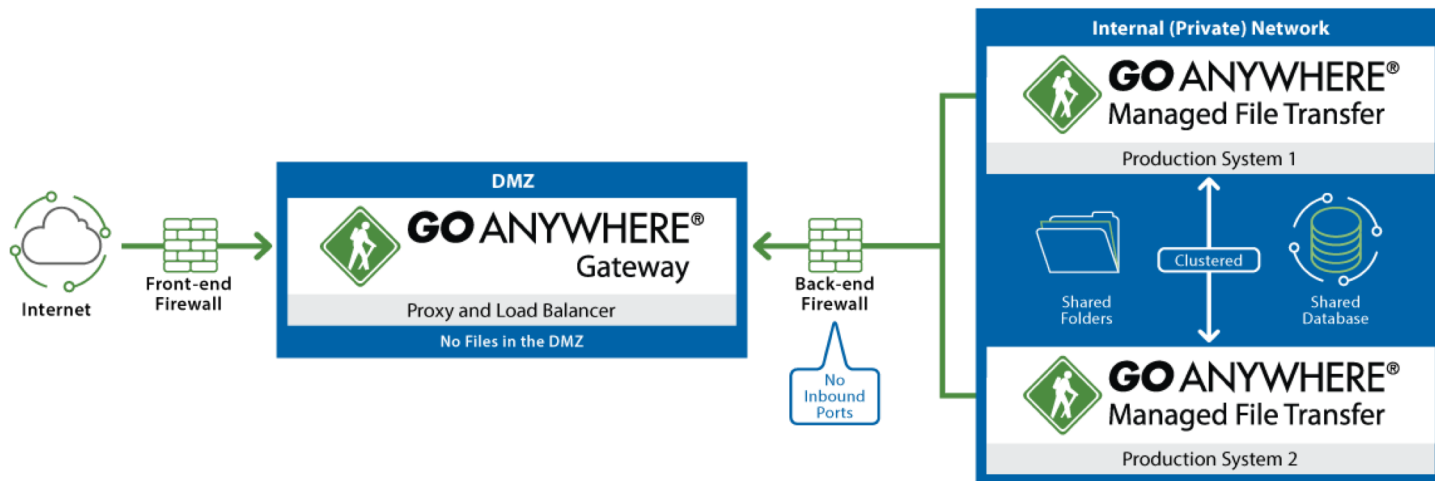 Internet
Front-end
Firewall
DMZ
GO ANYWHERE®
Gateway
Proxy and Load Balancer
No Files in the DMZ
Back-end
Firewall
No
Inbound
Ports
Internal (Private) Network
GO ANYWHERE®
Managed File Transfer
Production System 1
Shared
Folders
Clustered
Shared
Database
GO ANYWHERE®
Managed File Transfer
Production System 2